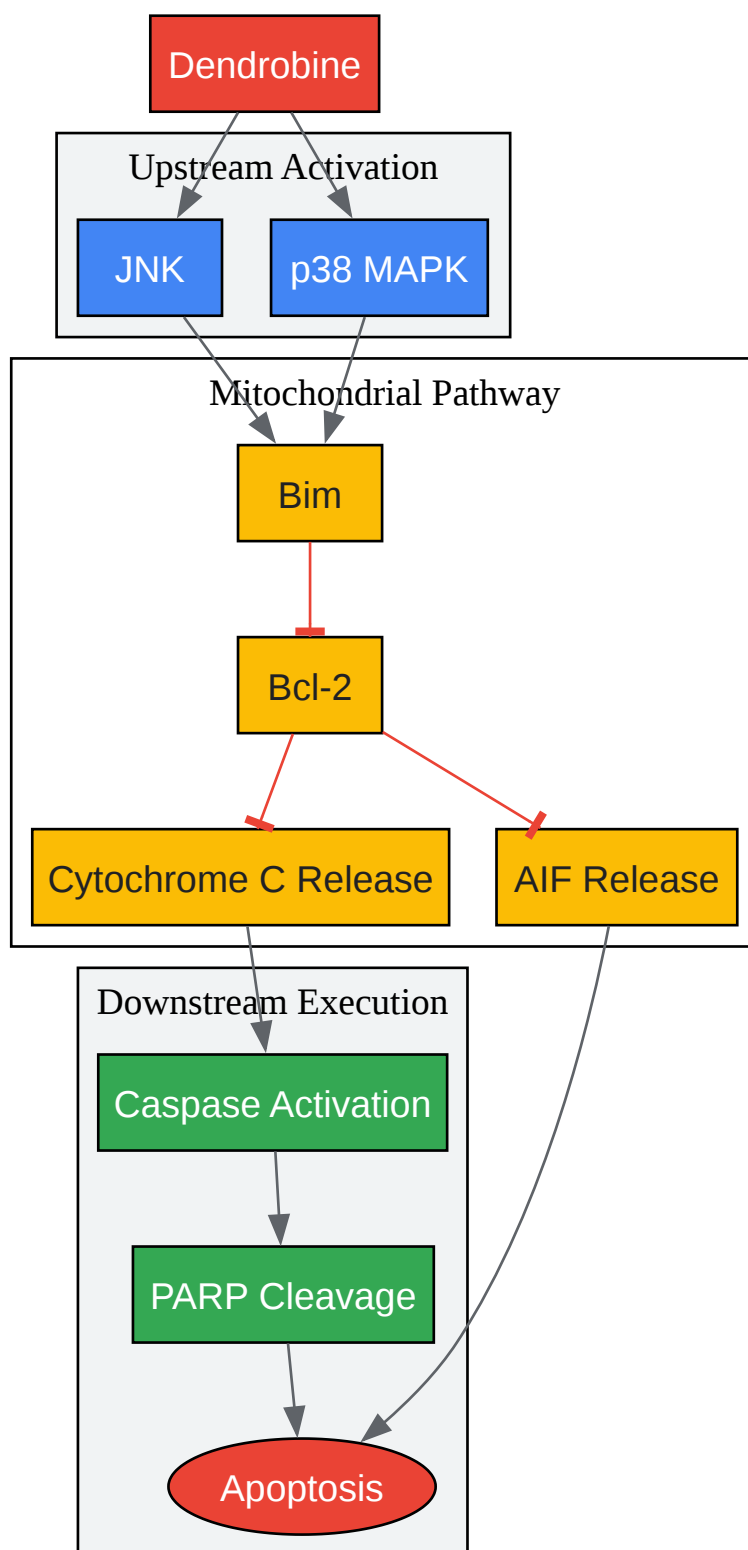 Dendrobine
Upstream Activation
JNK
p38 MAPK
Mitochondrial Pathway
Bim
Bcl-2
Cytochrome C Release
AIF Release
Downstream Execution
Caspase Activation
PARP Cleavage
Apoptosis